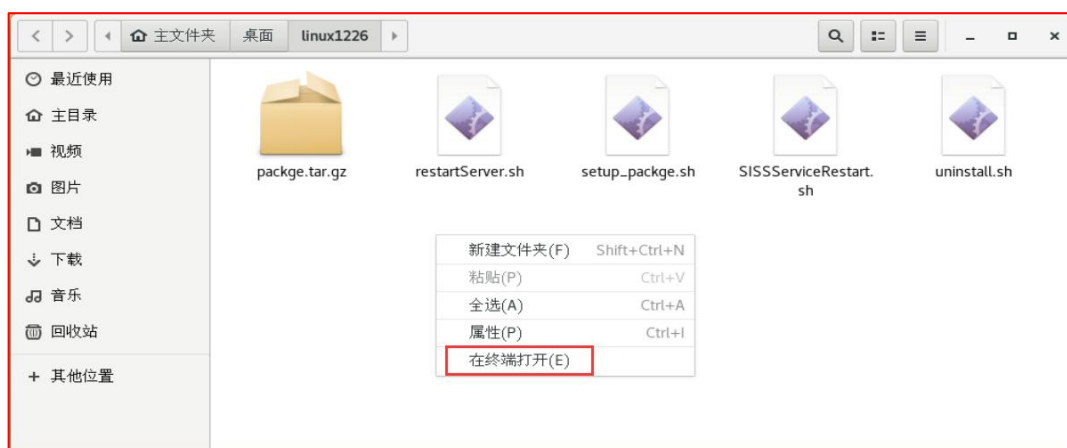 主文件夹 桌面 linux1226
最近使用
主目录
视频
图片
文档
下载
音乐
回收站
+ 其他位置
packge.tar.gz
restartServer.sh
setup_packge.sh
SISSServiceRestart.
sh
uninstall.sh
新建文件夹(F) Shift+Ctrl+N
粘贴(P) Ctrl+V
全选(A) Ctrl+A
属性(P) Ctrl+I
在终端打开(E)